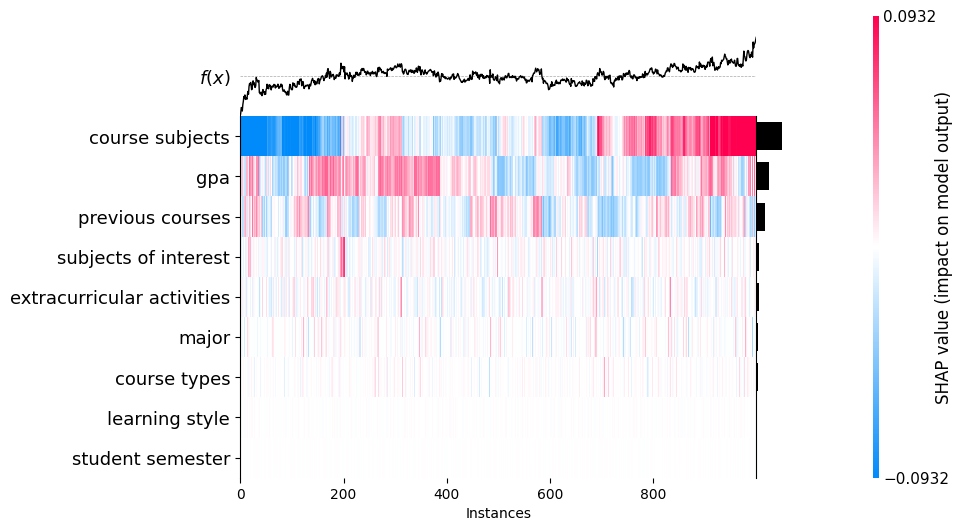 0.0932
f(x)
course subjects
gpa
previous courses
subjects of interest
extracurricular activities
major
course types
learning style
student semester
0 200 400 600 800
Instances
−0.0932
SHAP value (impact on model output)